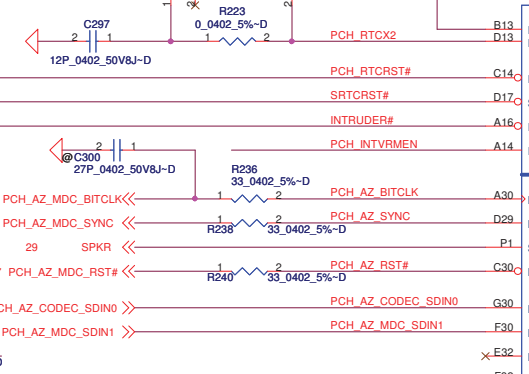 1
2
2
R223
C297
0_0402_5%~D
B13
2 1 1 2 PCH_RTCX2 D13
12P_0402_50V8J~D
PCH_RTCRST# C14
SRTCRST# D17
INTRUDER# A16
2 1 PCH_INTVRMEN A14
@C300
27P_0402_50V8J~D R236
33_0402_5%~D
PCH_AZ_MDC_BITCLK 1 2 PCH_AZ_BITCLK A30
PCH_AZ_MDC_SYNC 1 2 PCH_AZ_SYNC D29
R238 33_0402_5%~D
29 SPKR P1
PCH_AZ_MDC_RST# 1 2 PCH_AZ_RST# C30
R240 33_0402_5%~D
CH_AZ_CODEC_SDIN0 PCH_AZ_CODEC_SDIN0 G30
PCH_AZ_MDC_SDIN1 PCH_AZ_MDC_SDIN1 F30
E32